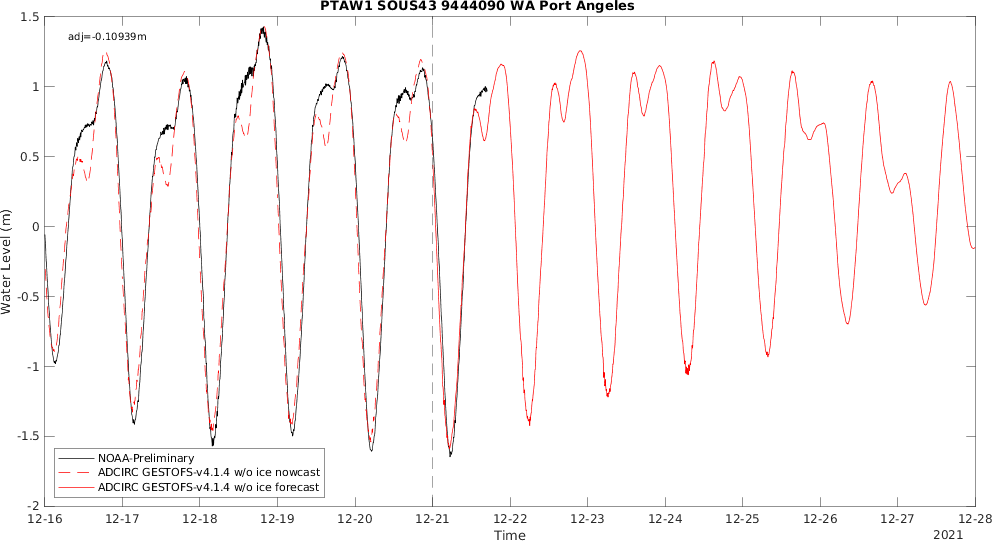 PTAW1 SOUS43 9444090 WA Port Angeles
adj=-0.10939m
1.5
1
0.5
0
-0.5
-1
-1.5
-2
Water Level (m)
NOAA-Preliminary
ADCIRC GESTOFS-v4.1.4 w/o ice nowcast
ADCIRC GESTOFS-v4.1.4 w/o ice forecast
12-16 12-17 12-18 12-19 12-20 12-21 12-22 12-23 12-24 12-25 12-26 12-27 12-28
Time
2021